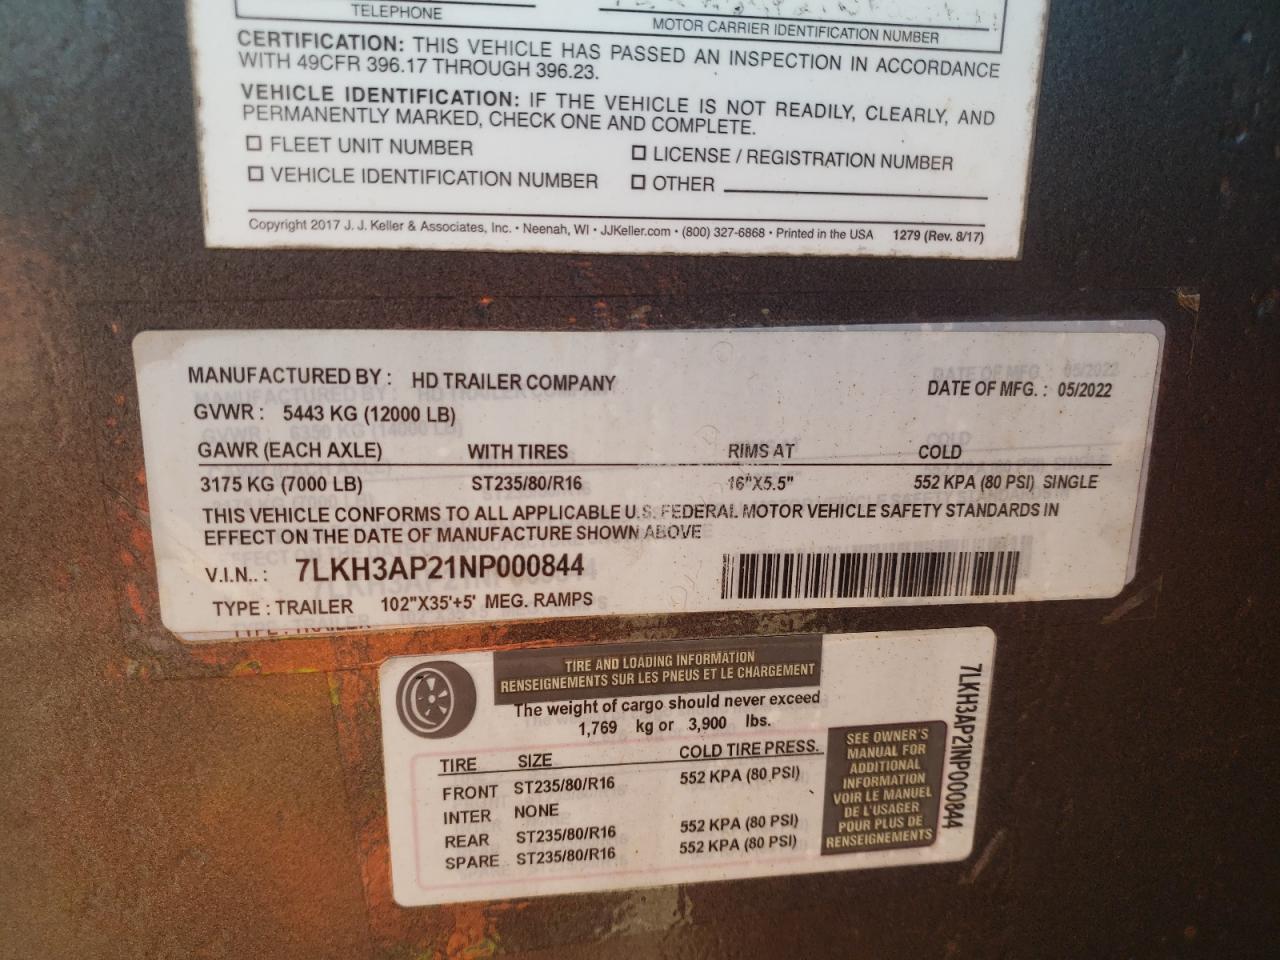 TELEPHONE
MOTOR CARRIER IDENTIFICATION NUMBER
CERTIFICATION: THIS VEHICLE HAS PASSED AN INSPECTION IN ACCORDANCE
WITH 49CFR 396.17 THROUGH 396.23.
VEHICLE IDENTIFICATION: IF THE VEHICLE IS NOT READILY, CLEARLY, AND
PERMANENTLY MARKED, CHECK ONE AND COMPLETE.
FLEET UNIT NUMBER
LICENSE / REGISTRATION NUMBER
VEHICLE IDENTIFICATION NUMBER
OTHER
Copyright 2017 J. J. Keller & Associates, Inc. • Neenah, WI • JJKeller.com • (800) 327-6868 • Printed in the USA 1279 (Rev. 8/17)
MANUFACTURED BY : HD TRAILER COMPANY
DATE OF MFG. : 05/2022
GVWR : 5443 KG (12000 LB)
GAWR (EACH AXLE) WITH TIRES RIMS AT COLD
3175 KG (7000 LB) ST235/80/R16 16"X5.5" 552 KPA (80 PSI) SINGLE
THIS VEHICLE CONFORMS TO ALL APPLICABLE U.S. FEDERAL MOTOR VEHICLE SAFETY STANDARDS IN
EFFECT ON THE DATE OF MANUFACTURE SHOWN ABOVE
V.I.N.. : 7LKH3AP21NP000844
TYPE : TRAILER 102"X35'+5' MEG. RAMPS
TIRE AND LOADING INFORMATION
RENSEIGNEMENTS SUR LES PNEUS ET LE CHARGEMENT
The weight of cargo should never exceed
1,769 kg or 3,900 lbs.
TIRE SIZE COLD TIRE PRESS.
FRONT ST235/80/R16 552 KPA (80 PSI)
INTER NONE
REAR ST235/80/R16 552 KPA (80 PSI)
SPARE ST235/80/R16 552 KPA (80 PSI)
SEE OWNER'S
MANUAL FOR
ADDITIONAL
INFORMATION
VOIR LE MANUEL
DE L'USAGER
POUR PLUS DE
RENSEIGNEMENTS
7LKH3AP21NP000844